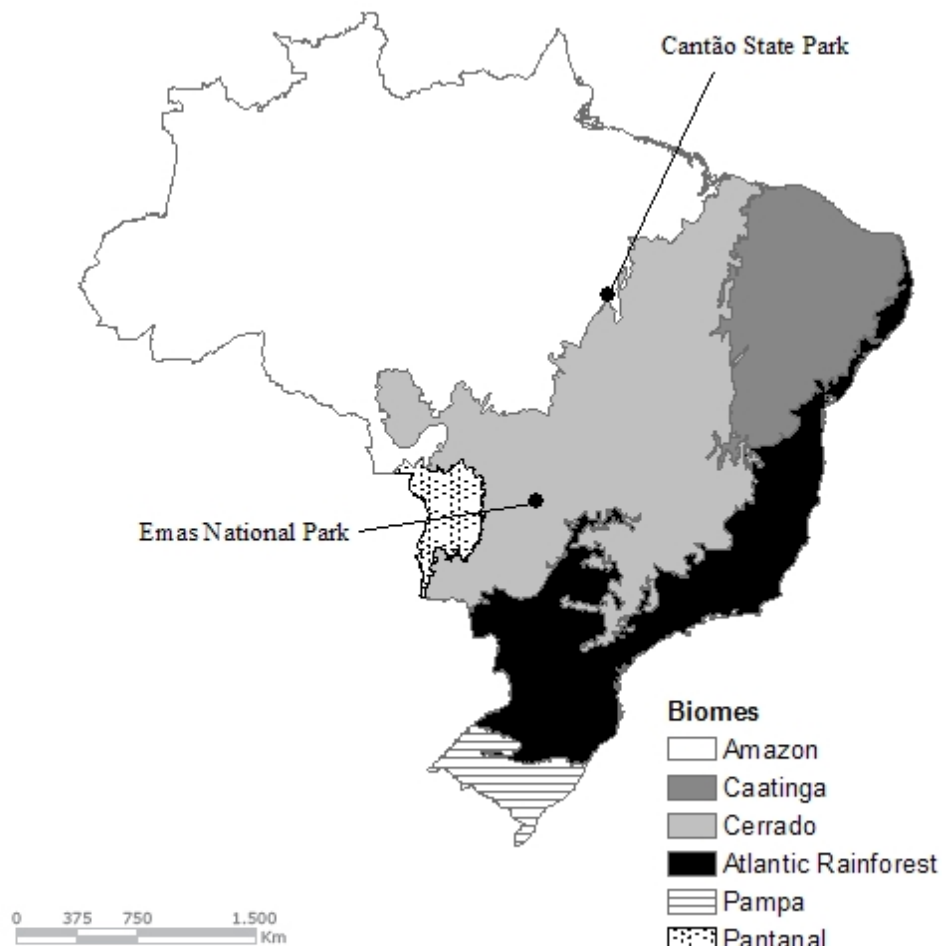 Cantão State Park
Emas National Park
Biomes
Amazon
Caatinga
Cerrado
Atlantic Rainforest
Pampa
Pantanal
0 375 750 1.500
Km